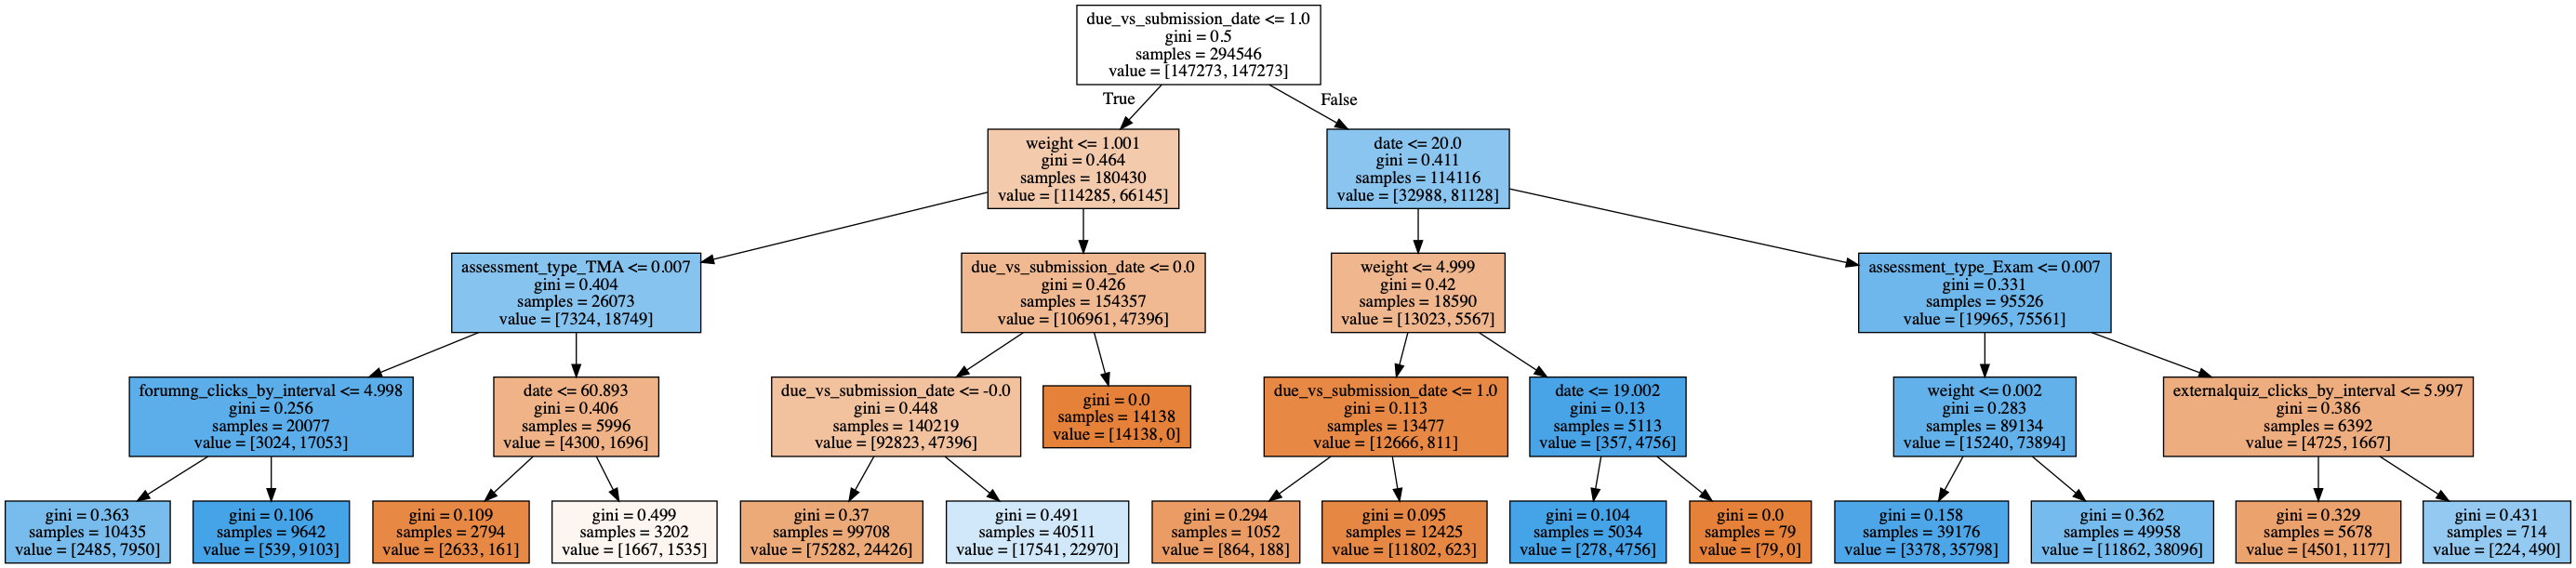 due_vs_submission_date <= 1.0
gini = 0.5
samples = 294546
value = [147273, 147273]
True
False
weight <= 1.001
gini = 0.464
samples = 180430
value = [114285, 66145]
date <= 20.0
gini = 0.411
samples = 114116
value = [32988, 81128]
assessment_type_TMA <= 0.007
gini = 0.404
samples = 26073
value = [7324, 18749]
due_vs_submission_date <= 0.0
gini = 0.426
samples = 154357
value = [106961, 47396]
weight <= 4.999
gini = 0.42
samples = 18590
value = [13023, 5567]
assessment_type_Exam <= 0.007
gini = 0.331
samples = 95526
value = [19965, 75561]
forumng_clicks_by_interval <= 4.998
gini = 0.256
samples = 20077
value = [3024, 17053]
date <= 60.893
gini = 0.406
samples = 5996
value = [4300, 1696]
due_vs_submission_date <= -0.0
gini = 0.448
samples = 140219
value = [92823, 47396]
gini = 0.0
samples = 14138
value = [14138, 0]
due_vs_submission_date <= 1.0
gini = 0.113
samples = 13477
value = [12666, 811]
date <= 19.002
gini = 0.13
samples = 5113
value = [357, 4756]
weight <= 0.002
gini = 0.283
samples = 89134
value = [15240, 73894]
externalquiz_clicks_by_interval <= 5.997
gini = 0.386
samples = 6392
value = [4725, 1667]
gini = 0.363
samples = 10435
value = [2485, 7950]
gini = 0.106
samples = 9642
value = [539, 9103]
gini = 0.109
samples = 2794
value = [2633, 161]
gini = 0.499
samples = 3202
value = [1667, 1535]
gini = 0.37
samples = 99708
value = [75282, 24426]
gini = 0.491
samples = 40511
value = [17541, 22970]
gini = 0.294
samples = 1052
value = [864, 188]
gini = 0.095
samples = 12425
value = [11802, 623]
gini = 0.104
samples = 5034
value = [278, 4756]
gini = 0.0
samples = 79
value = [79, 0]
gini = 0.158
samples = 39176
value = [3378, 35798]
gini = 0.362
samples = 49958
value = [11862, 38096]
gini = 0.329
samples = 5678
value = [4501, 1177]
gini = 0.431
samples = 714
value = [224, 490]